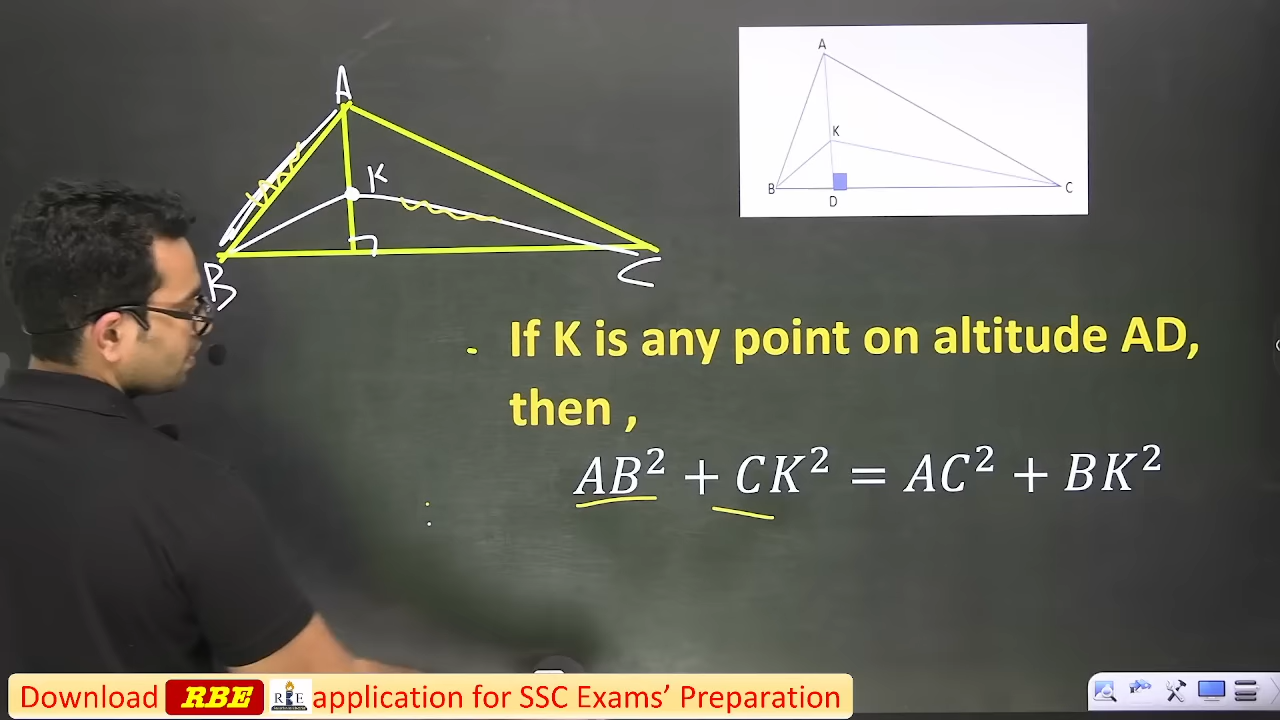 A
K
B
C
A
K
B
D
C
. If K is any point on altitude AD,
then ,
AB² + CK² = AC² + BK²
Download RBE RBE application for SSC Exams’ Preparation